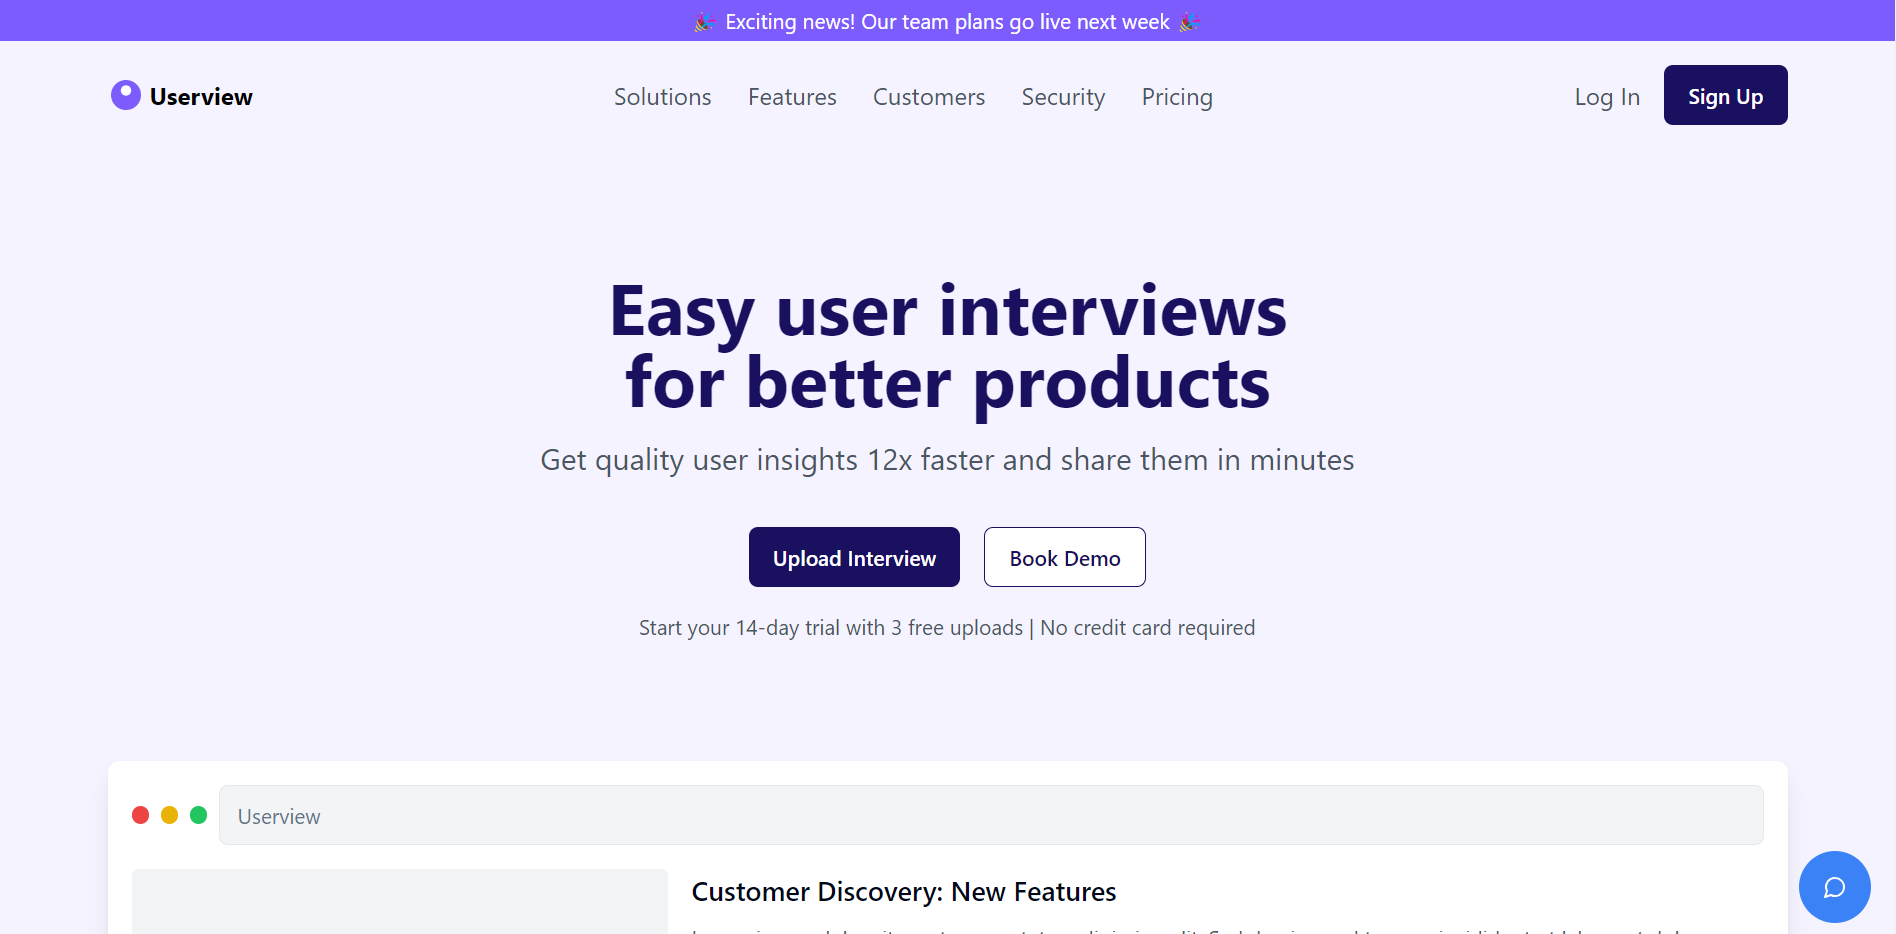 🎉 Exciting news! Our team plans go live next week 🎉
Userview
Solutions Features Customers Security Pricing
Log In Sign Up
Easy user interviews
for better products
Get quality user insights 12x faster and share them in minutes
Upload Interview Book Demo
Start your 14-day trial with 3 free uploads | No credit card required
Userview
Customer Discovery: New Features